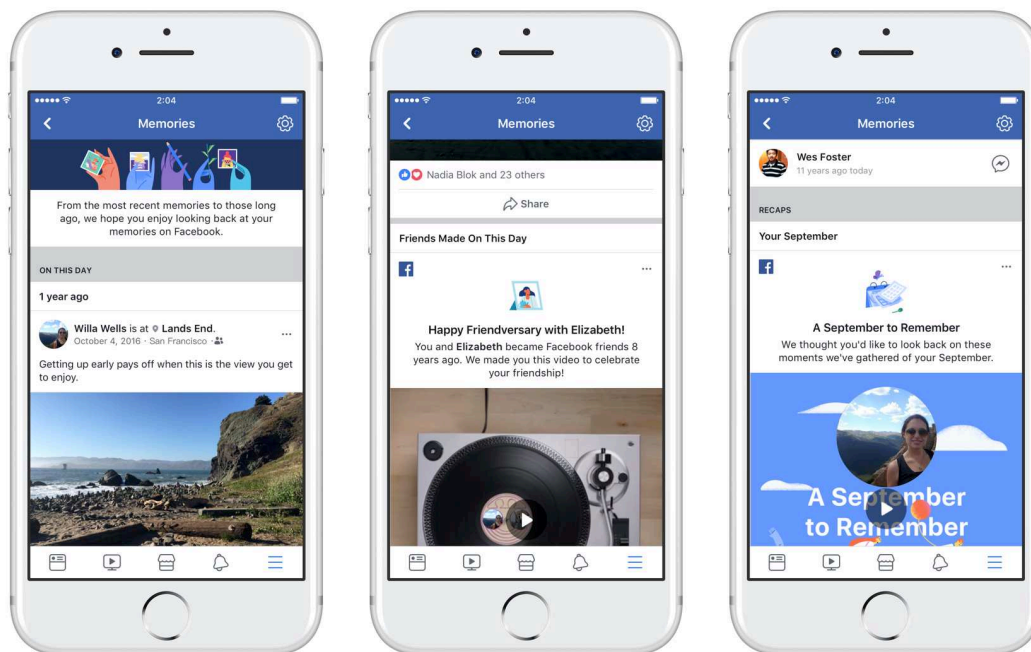 2:04
Memories
From the most recent memories to those long
ago, we hope you enjoy looking back at your
memories on Facebook.
ON THIS DAY
1 year ago
Willa Wells is at Lands End.
October 4, 2016 · San Francisco ·
Getting up early pays off when this is the view you get
to enjoy.
2:04
Memories
Nadia Blok and 23 others
Share
Friends Made On This Day
f
Happy Friendversary with Elizabeth!
You and Elizabeth became Facebook friends 8
years ago. We made you this video to celebrate
your friendship!
2:04
Memories
Wes Foster
11 years ago today
RECAPS
Your September
f
A September to Remember
We thought you'd like to look back on these
moments we've gathered of your September.
A September
to Remember